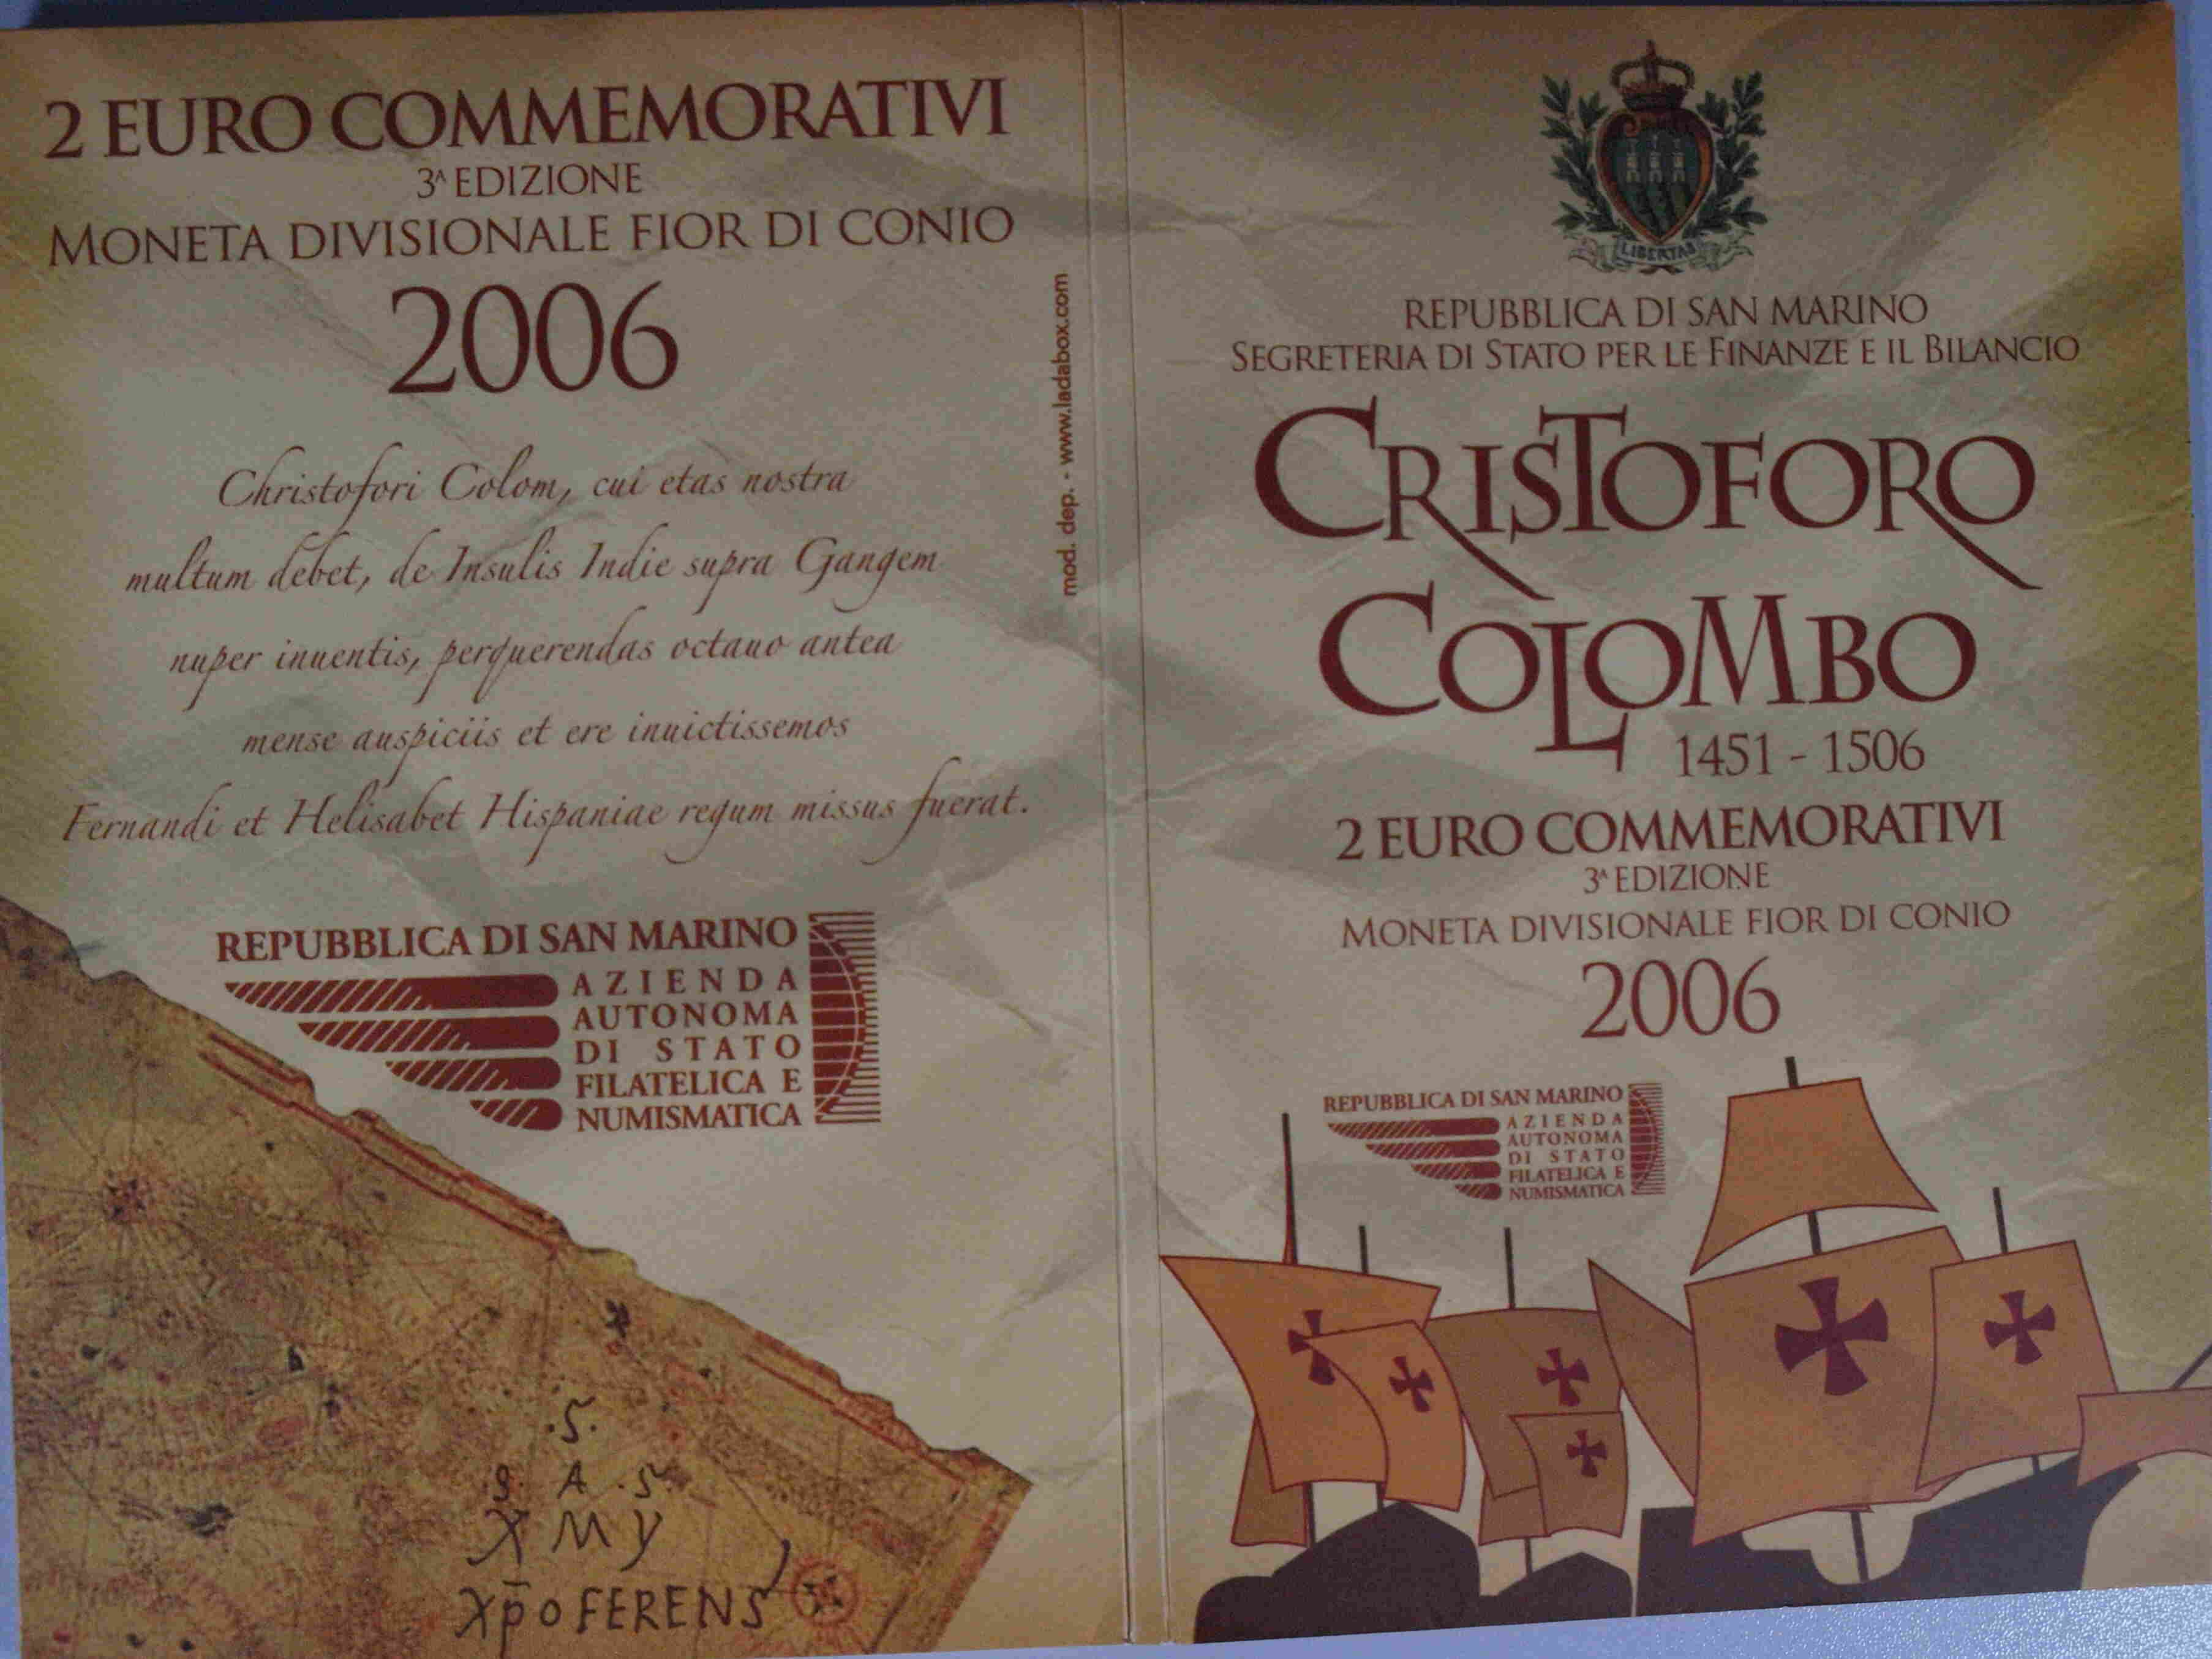 2 EURO COMMEMORATIVI
3ᴬ EDIZIONE
MONETA DIVISIONALE FIOR DI CONIO
2006
Christofori Colom, cui etas nostra
multum debet, de Insulis Indie supra Gangem
nuper inuentis, perquerendas octauo antea
mense auspiciis et ere inuictissemos
Fernandi et Helisabet Hispaniae regum missus fuerat.
REPUBBLICA DI SAN MARINO
AZIENDA
AUTONOMA
DI STATO
FILATELICA E
NUMISMATICA
.S.
.S. A .S.
X M Y
Xp̄o FERENS
mod. dep. - www.ladabox.com
LIBERTAS
REPUBBLICA DI SAN MARINO
SEGRETERIA DI STATO PER LE FINANZE E IL BILANCIO
CRISTOFORO
COLOMBO
1451 - 1506
2 EURO COMMEMORATIVI
3ᴬ EDIZIONE
MONETA DIVISIONALE FIOR DI CONIO
2006
REPUBBLICA DI SAN MARINO
AZIENDA
AUTONOMA
DI STATO
FILATELICA E
NUMISMATICA